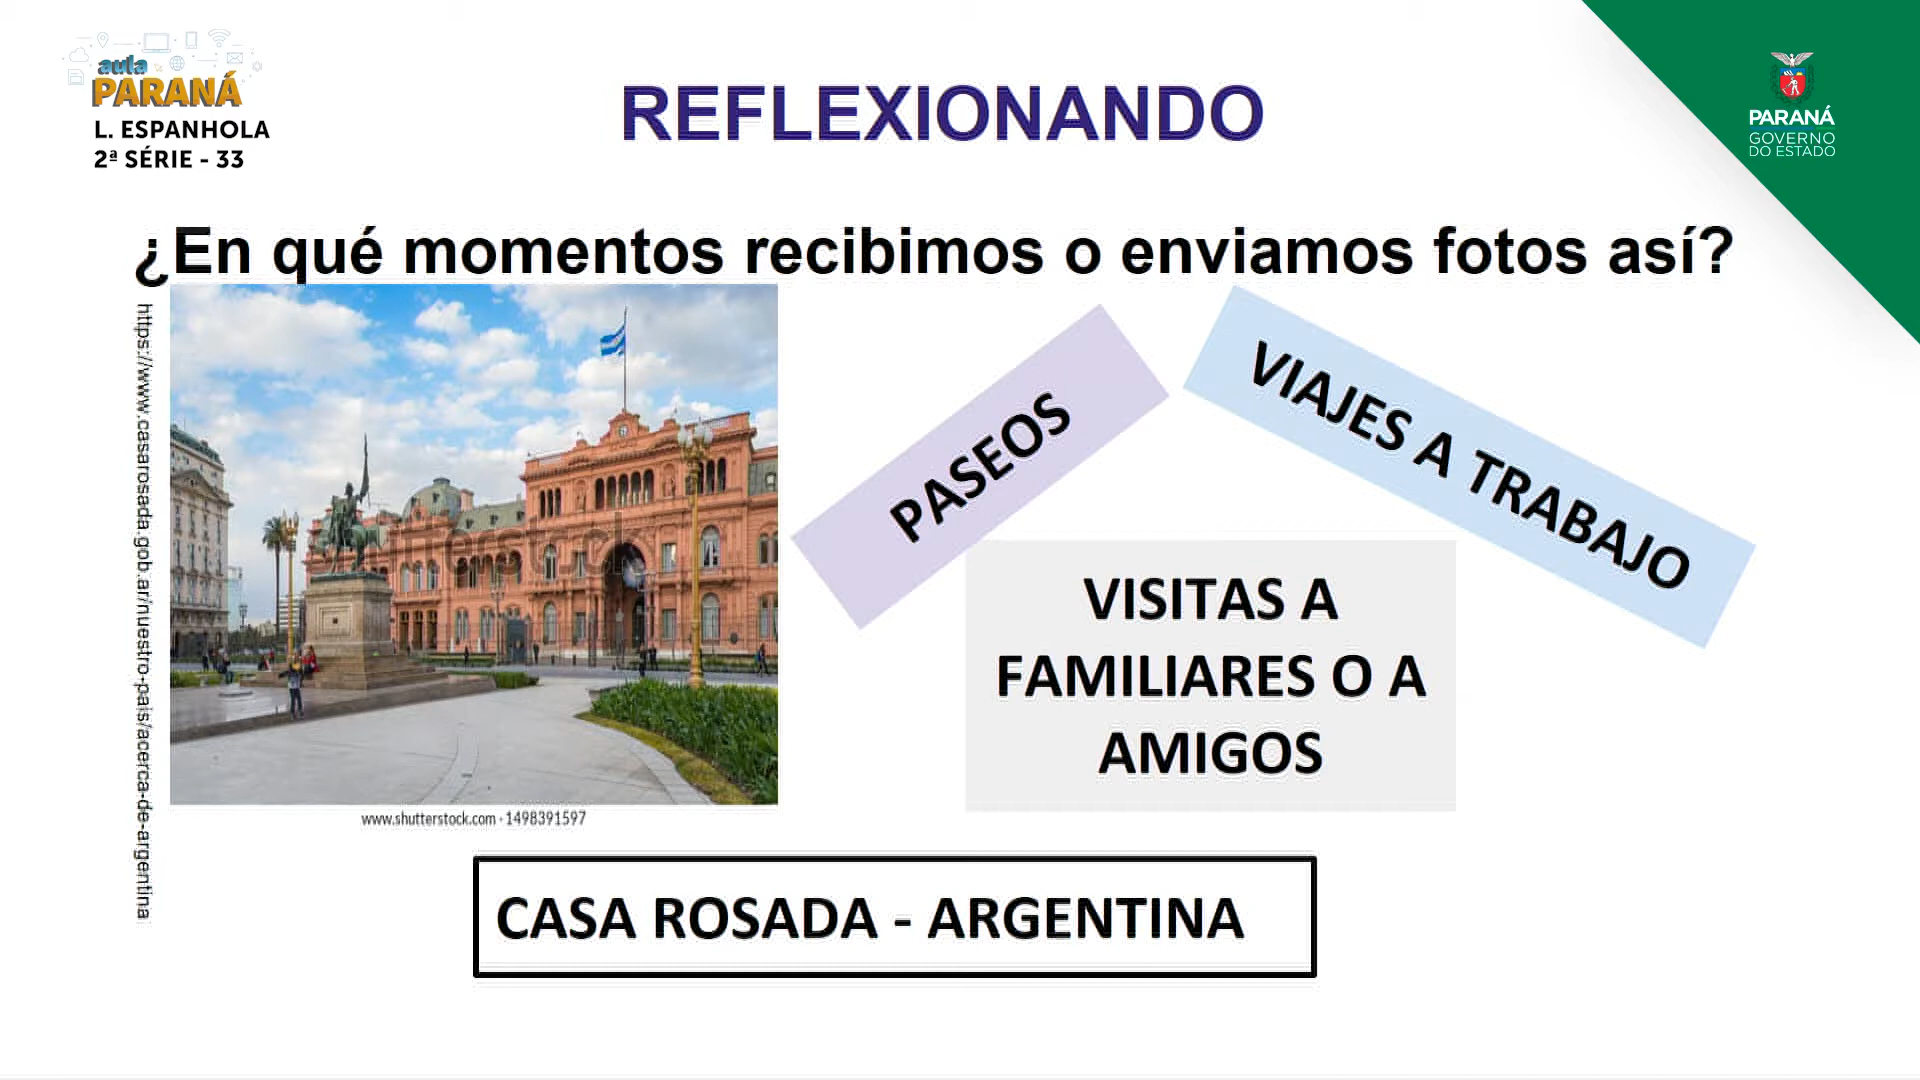 aula
PARANÁ
L. ESPANHOLA
2ª SÉRIE - 33
REFLEXIONANDO
PARANÁ
GOVERNO
DO ESTADO
¿En qué momentos recibimos o enviamos fotos así?
https://www.casarosada.gob.ar/nuestro-pais/acerca-de-argentina
PASEOS
VIAJES A TRABAJO
VISITAS A
FAMILIARES O A
AMIGOS
www.shutterstock.com · 1498391597
CASA ROSADA - ARGENTINA